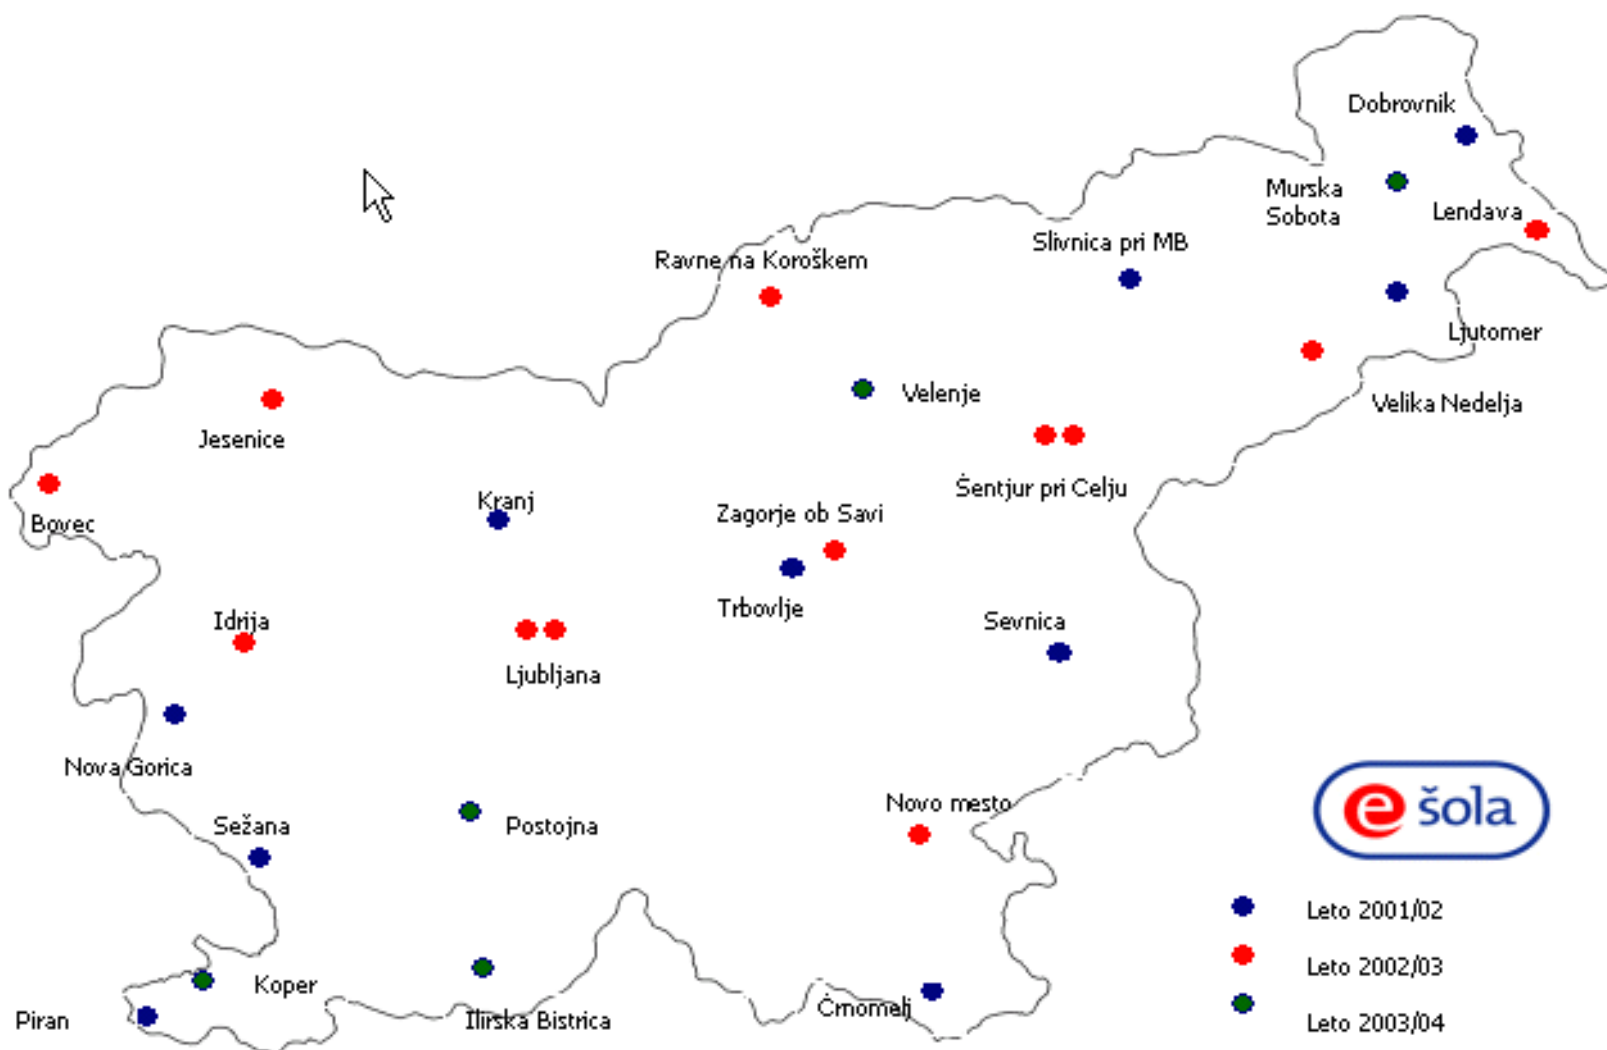 Dobrovnik
Murska
Sobota
Lendava
Slivnica pri MB
Ravne na Koroškem
Ljutomer
Velenje
Velika Nedelja
Jesenice
Šentjur pri Celju
Kranj
Zagorje ob Savi
Bovec
Trbovlje
Idrija
Sevnica
Ljubljana
Nova Gorica
Novo mesto
e šola
Sežana
Postojna
Leto 2001/02
Leto 2002/03
Koper
Črnomelj
Piran
Ilirska Bistrica
Leto 2003/04